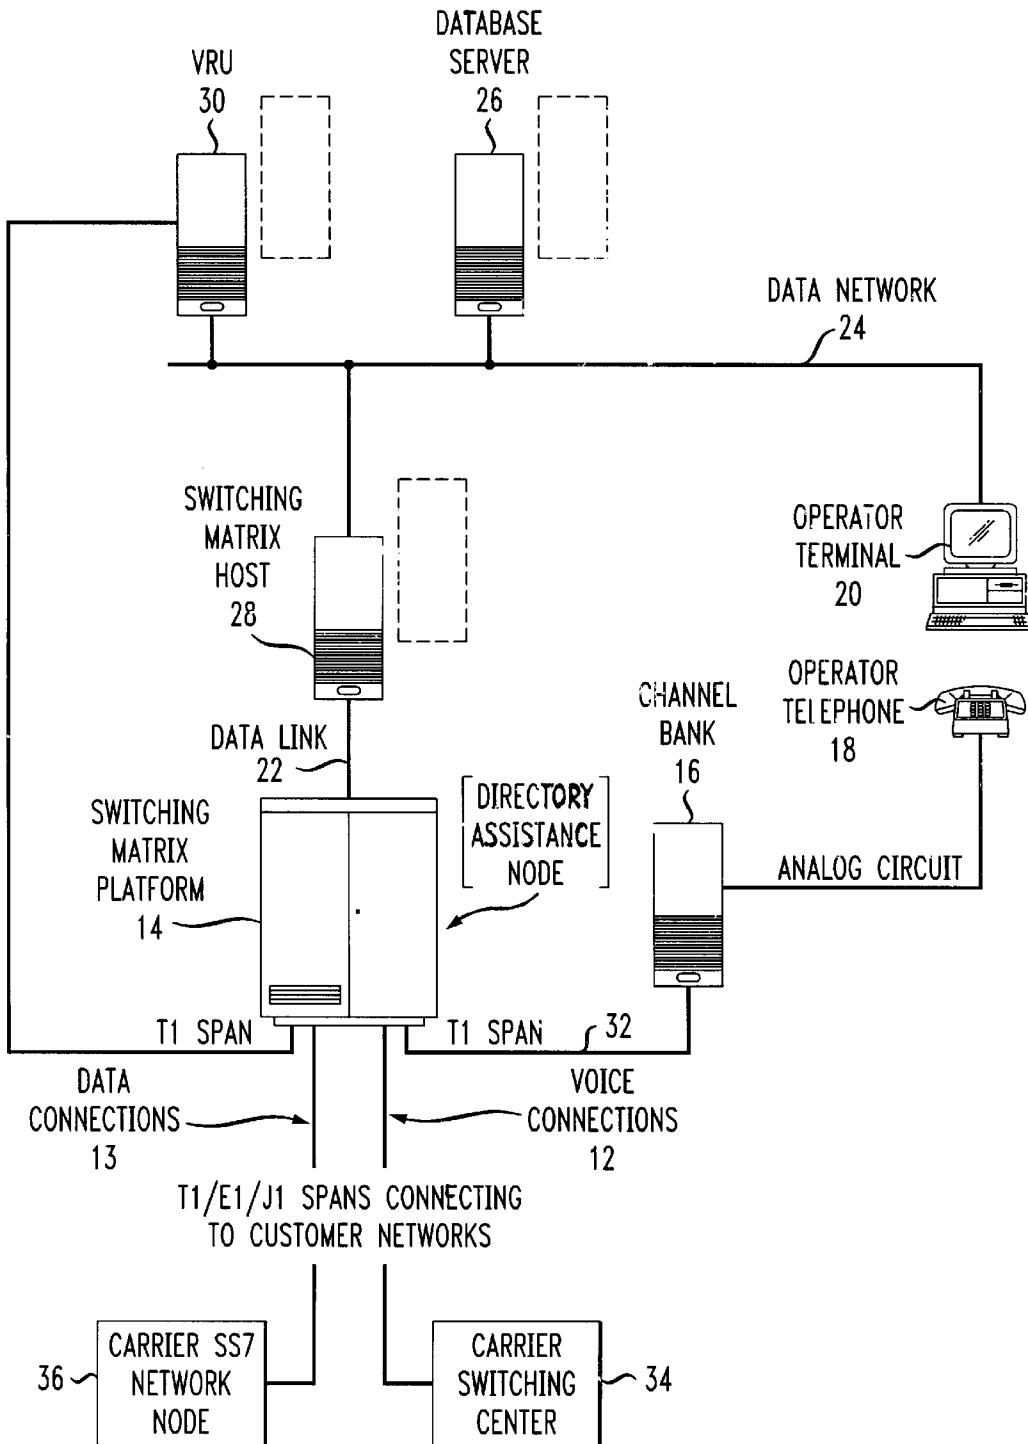 VRU
30
DATABASE
SERVER
26
DATA NETWORK
24
SWITCHING
MATRIX
HOST
28
OPERATOR
TERMINAL
20
OPERATOR
TELEPHONE
18
CHANNEL
BANK
16
DATA LINK
22
SWITCHING
MATRIX
PLATFORM
14
DIRECTORY
ASSISTANCE
NODE
ANALOG CIRCUIT
T1 SPAN
T1 SPAN
32
DATA
CONNECTIONS
13
VOICE
CONNECTIONS
12
T1/E1/J1 SPANS CONNECTING
TO CUSTOMER NETWORKS
36
CARRIER SS7
NETWORK
NODE
CARRIER
SWITCHING
CENTER
34